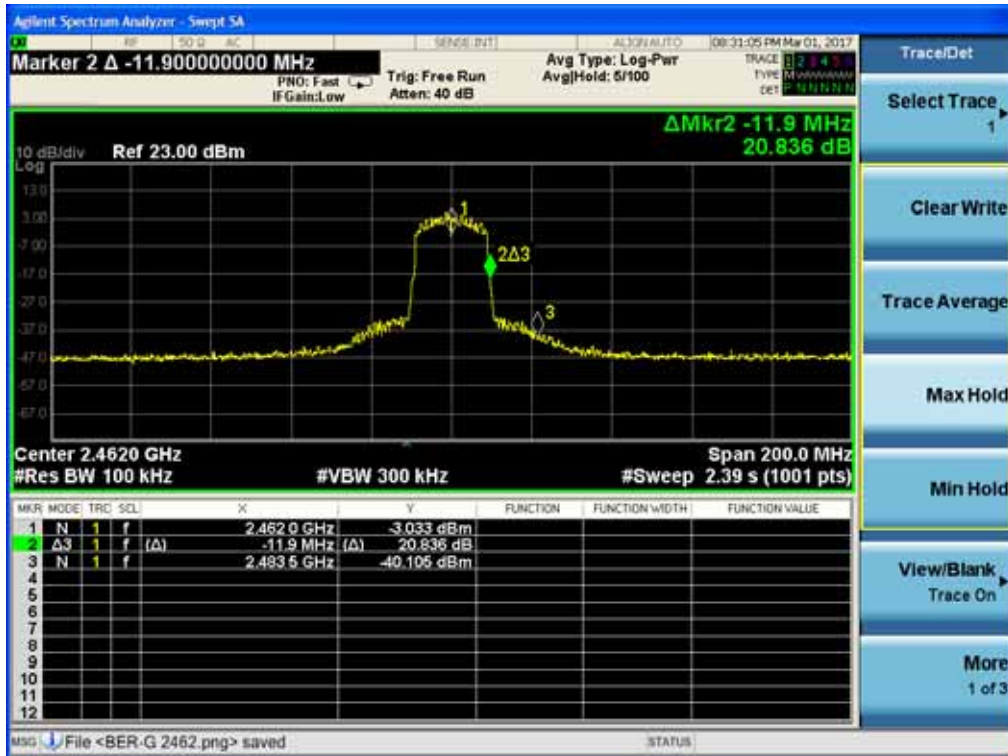 Agilent Spectrum Analyzer - Swept SA
RF 50 Ω AC SENSE:INT ALIGNAUTO 08:31:05 PM Mar 01, 2017
Marker 2 Δ -11.900000000 MHz
PNO: Fast
IFGain:Low
Trig: Free Run
Atten: 40 dB
Avg Type: Log-Pwr
Avg|Hold: 6/100
TRACE 1 2 3 4 5 6
TYPE M
DET P N N N N N
ΔMkr2 -11.9 MHz
20.836 dB
10 dB/div Ref 23.00 dBm
Log
13.0
3.00
-7.00
-17.0
-27.0
-37.0
-47.0
-57.0
-67.0
1
2Δ3
3
Center 2.4620 GHz Span 200.0 MHz
#Res BW 100 kHz #VBW 300 kHz #Sweep 2.39 s (1001 pts)
MKR MODE TRC SCL X Y FUNCTION FUNCTION WIDTH FUNCTION VALUE
1 N 1 f 2.462 0 GHz -3.033 dBm
2 Δ3 1 f (Δ) -11.9 MHz (Δ) 20.836 dB
3 N 1 f 2.483 5 GHz -40.105 dBm
4
5
6
7
8
9
10
11
12
MSG File <BER-G 2462.png> saved STATUS
Trace/Det
Select Trace
1
Clear Write
Trace Average
Max Hold
Min Hold
View/Blank
Trace On
More
1 of 3